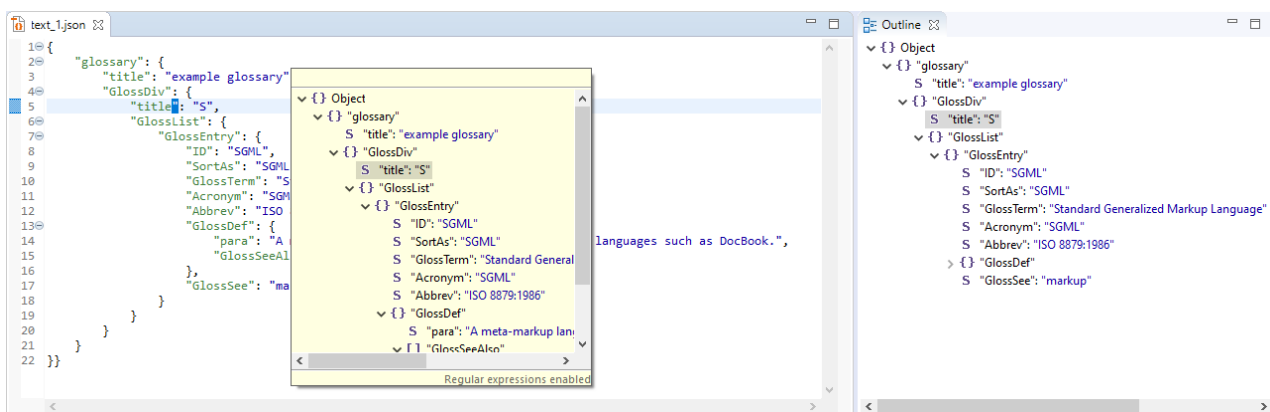 text_1.json
1 {
2 "glossary": {
3 "title": "example glossary"
4 "GlossDiv": {
5 "title": "S",
6 "GlossList": {
7 "GlossEntry": {
8 "ID": "SGML",
9 "SortAs": "SGML
10 "GlossTerm": "S
11 "Acronym": "SGM
12 "Abbrev": "ISO
13 "GlossDef": {
14 "para": "A languages such as DocBook.",
15 "GlossSeeAl
16 },
17 "GlossSee": "ma
18 }
19 }
20 }
21 }
22 }}
{} Object
{} "glossary"
S "title": "example glossary"
{} "GlossDiv"
S "title": "S"
{} "GlossList"
{} "GlossEntry"
S "ID": "SGML"
S "SortAs": "SGML"
S "GlossTerm": "Standard General
S "Acronym": "SGML"
S "Abbrev": "ISO 8879:1986"
{} "GlossDef"
S "para": "A meta-markup lan
[] "GlossSeeAlso"
Regular expressions enabled
Outline
{} Object
{} "glossary"
S "title": "example glossary"
{} "GlossDiv"
S "title": "S"
{} "GlossList"
{} "GlossEntry"
S "ID": "SGML"
S "SortAs": "SGML"
S "GlossTerm": "Standard Generalized Markup Language"
S "Acronym": "SGML"
S "Abbrev": "ISO 8879:1986"
{} "GlossDef"
S "GlossSee": "markup"